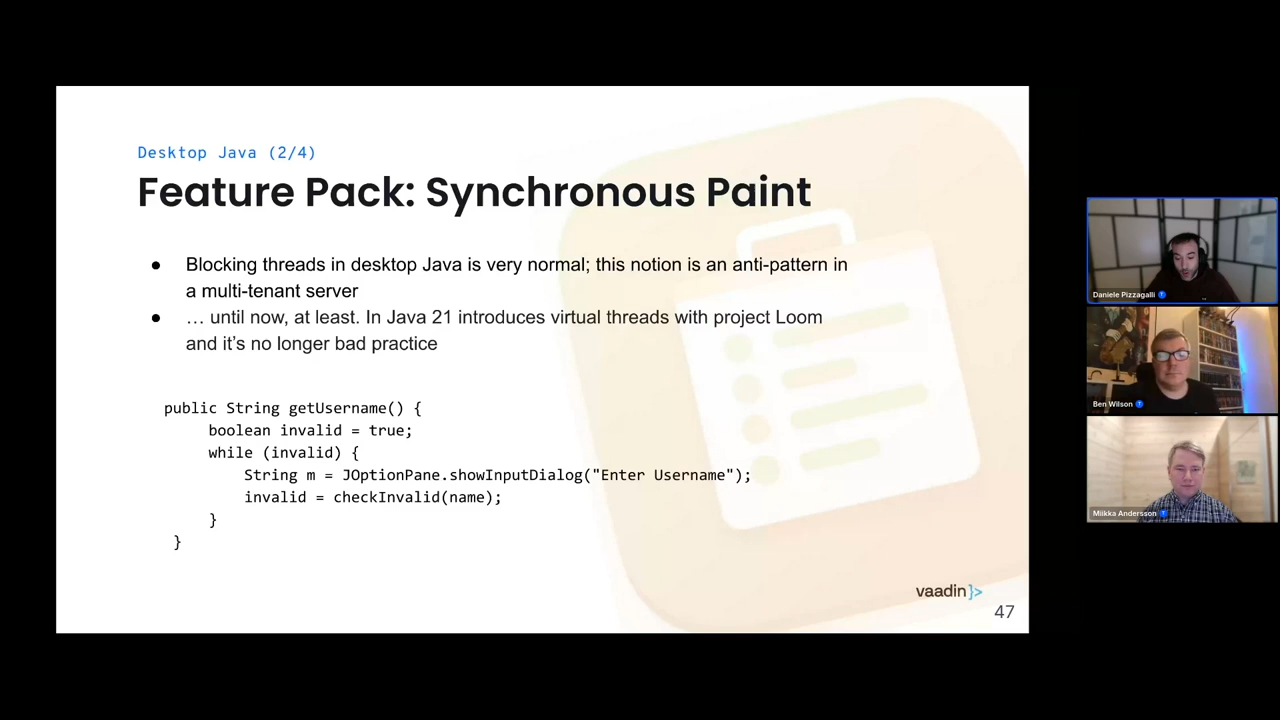 Desktop Java (2/4)
Feature Pack: Synchronous Paint
● Blocking threads in desktop Java is very normal; this notion is an anti-pattern in
a multi-tenant server
● … until now, at least. In Java 21 introduces virtual threads with project Loom
and it’s no longer bad practice
public String getUsername() {
boolean invalid = true;
while (invalid) {
String m = JOptionPane.showInputDialog("Enter Username");
invalid = checkInvalid(name);
}
}
vaadin}>
47
Daniele Pizzagalli
Ben Wilson
Miikka Andersson